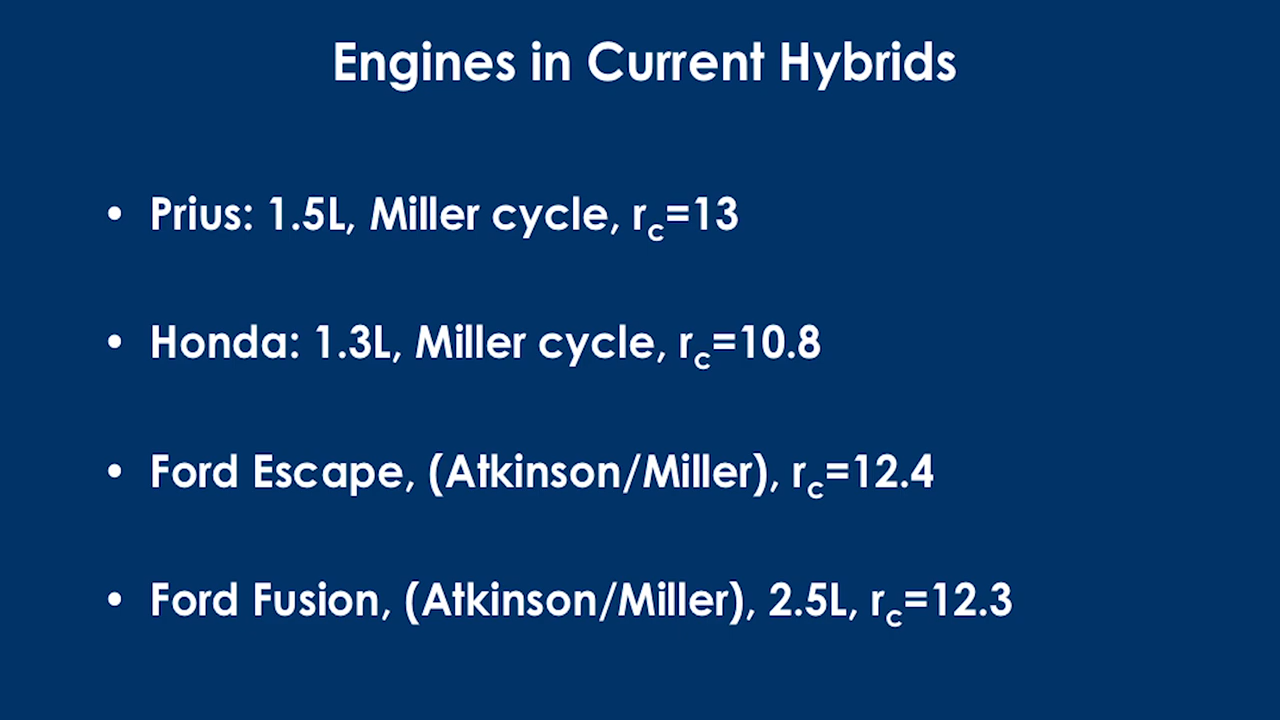 Engines in Current Hybrids
• Prius: 1.5L, Miller cycle, rc=13
• Honda: 1.3L, Miller cycle, rc=10.8
• Ford Escape, (Atkinson/Miller), rc=12.4
• Ford Fusion, (Atkinson/Miller), 2.5L, rc=12.3